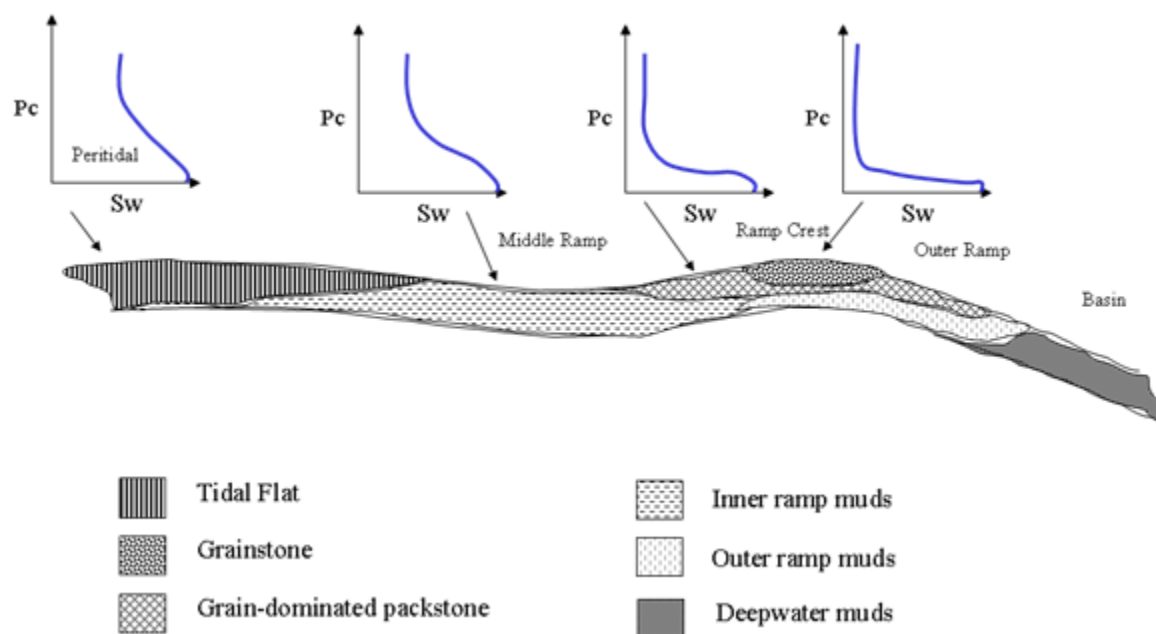 Pc
Peritidal
Sw
Pc
Sw
Pc
Sw
Pc
Sw
Middle Ramp
Ramp Crest
Outer Ramp
Basin
Tidal Flat
Grainstone
Grain-dominated packstone
Inner ramp muds
Outer ramp muds
Deepwater muds